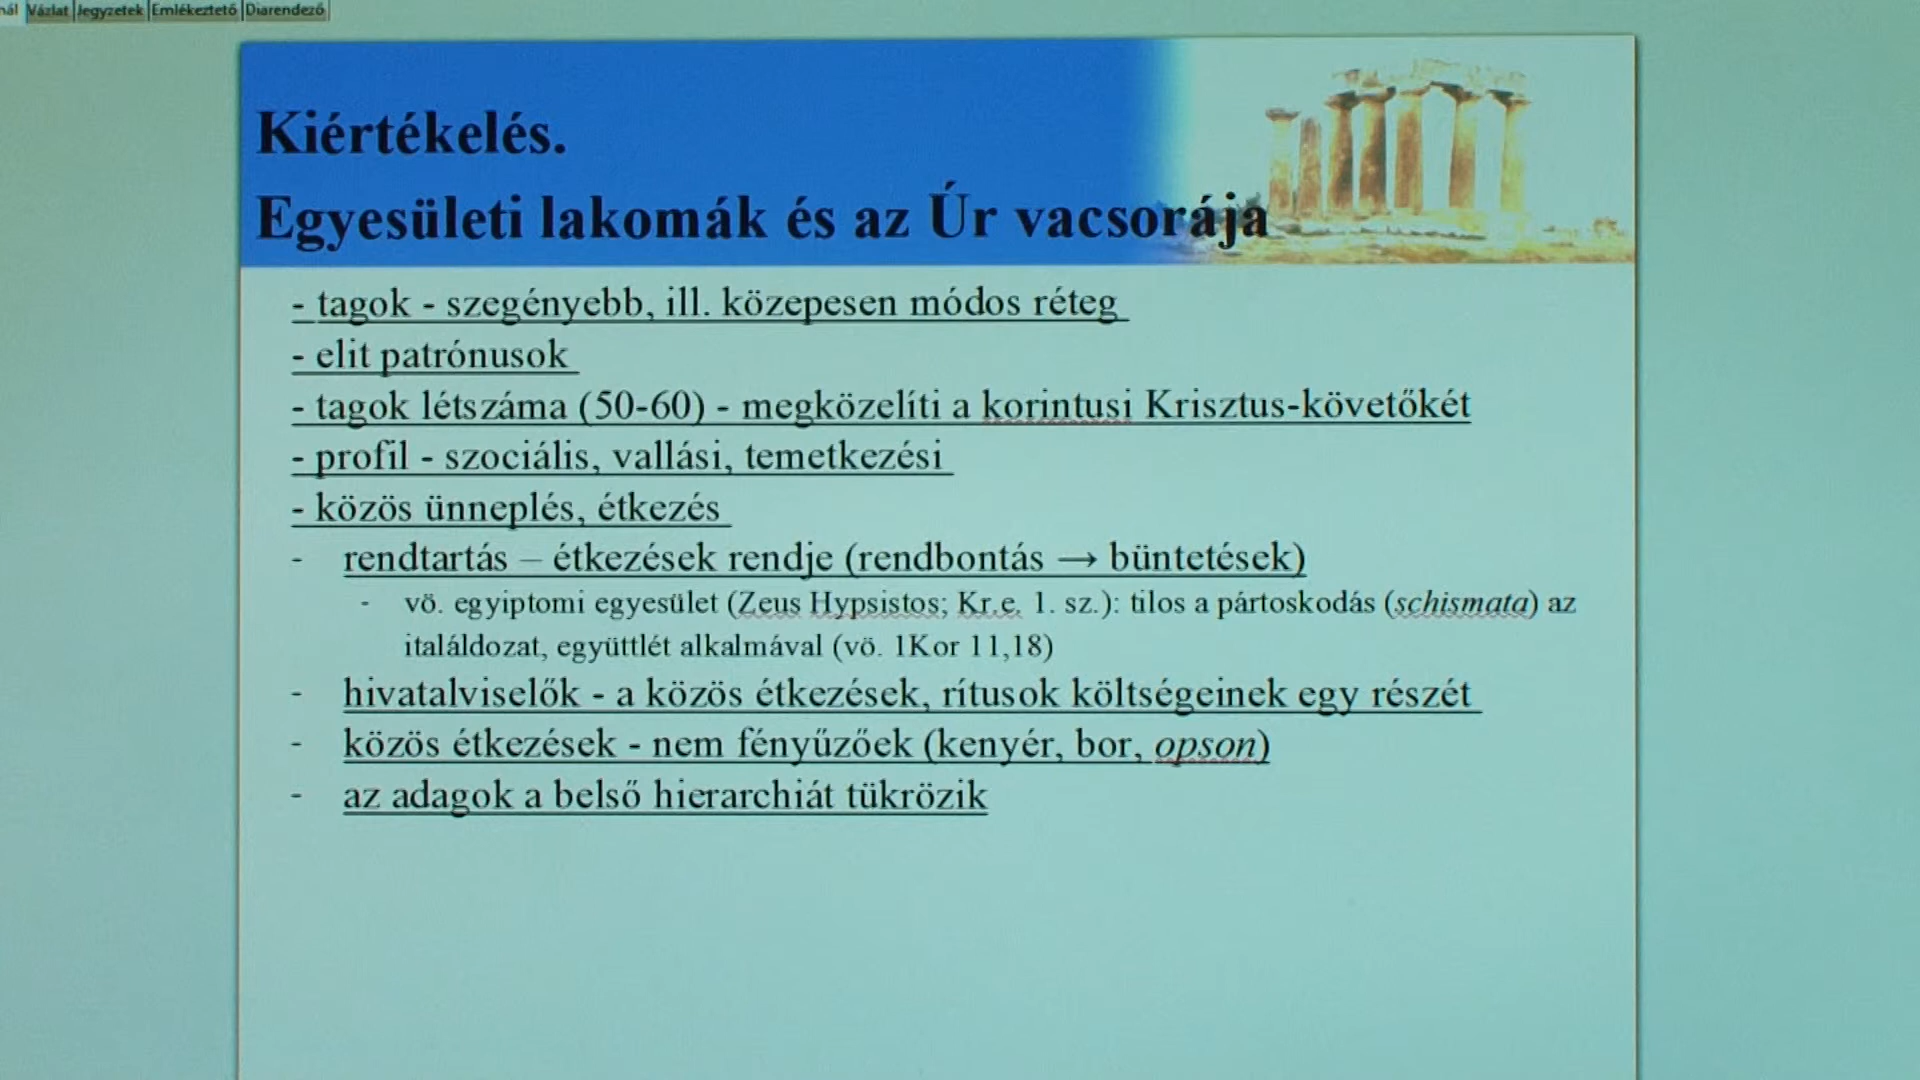 Vázlat Jegyzetek Emlékeztető Diarendező
Kiértékelés.
Egyesületi lakomák és az Úr vacsorája
- tagok - szegényebb, ill. közepesen módos réteg
- elit patrónusok
- tagok létszáma (50-60) - megközelíti a korintusi Krisztus-követőkét
- profil - szociális, vallási, temetkezési
- közös ünneplés, étkezés
- rendtartás – étkezések rendje (rendbontás → büntetések)
- vö. egyiptomi egyesület (Zeus Hypsistos; Kr.e. 1. sz.): tilos a pártoskodás (schismata) az
italáldozat, együttlét alkalmával (vö. 1Kor 11,18)
- hivatalviselők - a közös étkezések, rítusok költségeinek egy részét
- közös étkezések - nem fényűzőek (kenyér, bor, opson)
- az adagok a belső hierarchiát tükrözik